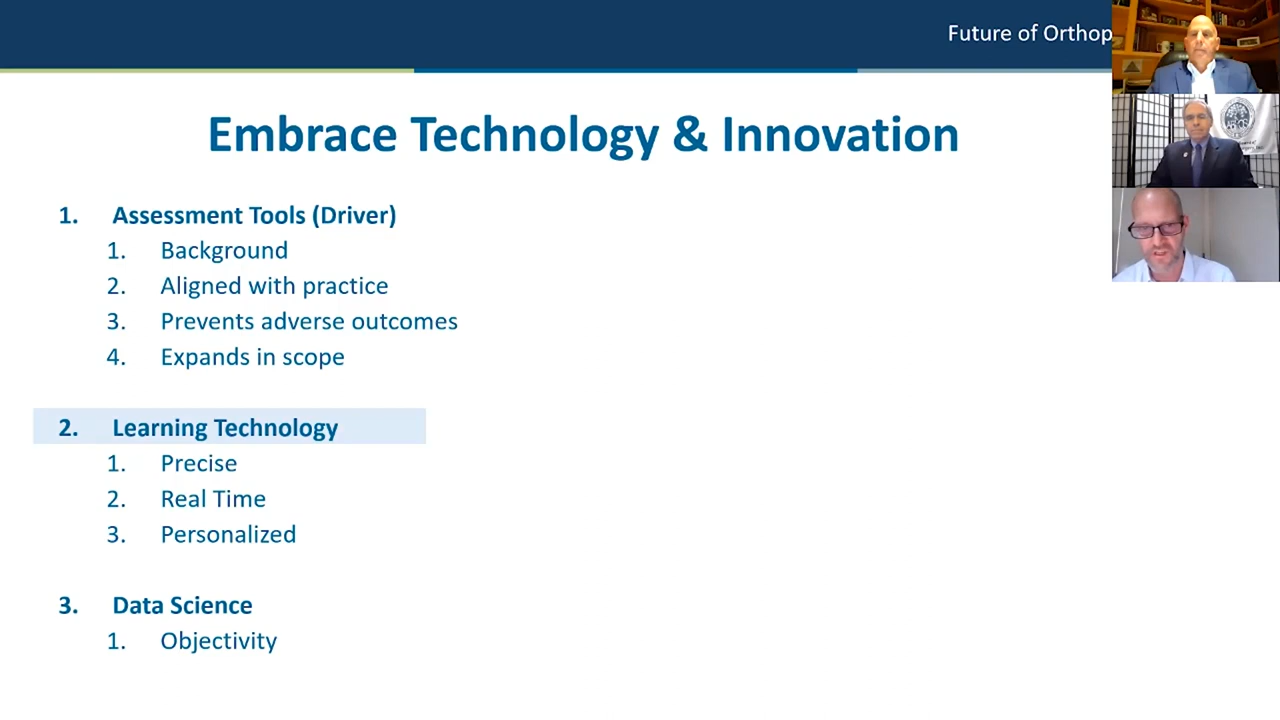 Future of Orthop
Embrace Technology & Innovation
1. Assessment Tools (Driver)
1. Background
2. Aligned with practice
3. Prevents adverse outcomes
4. Expands in scope
2. Learning Technology
1. Precise
2. Real Time
3. Personalized
3. Data Science
1. Objectivity